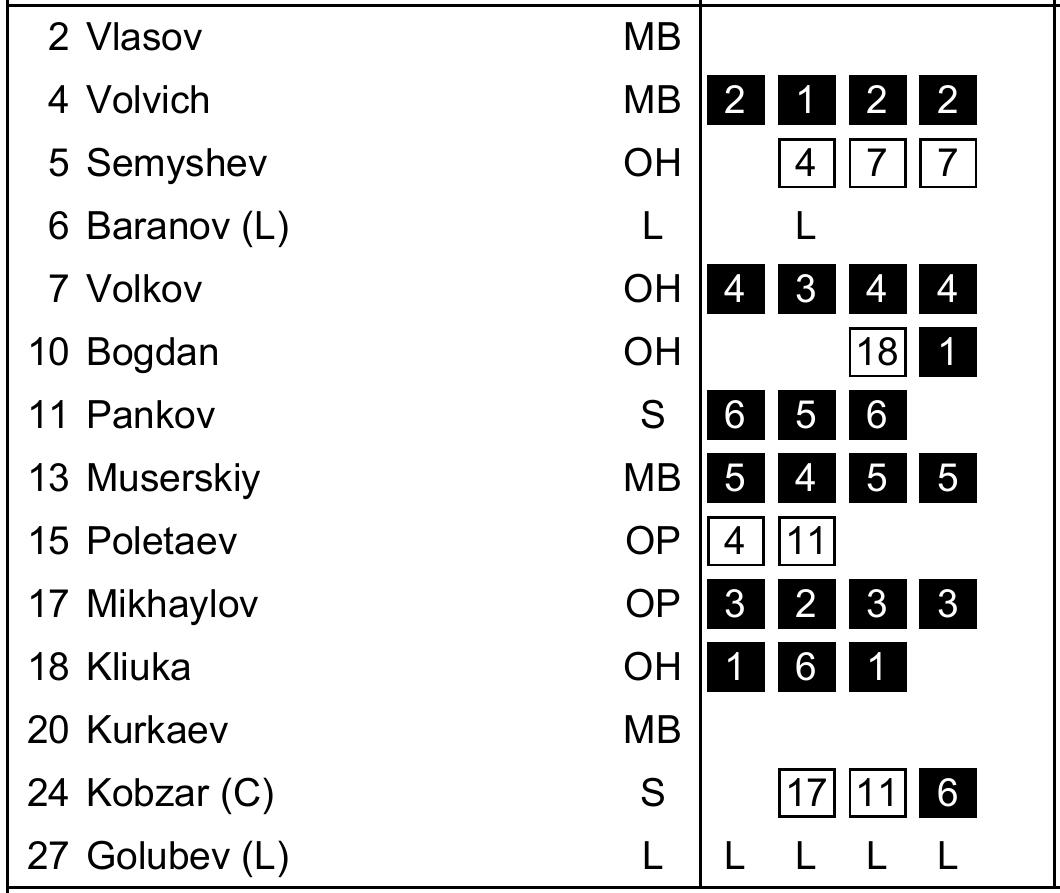 2 Vlasov MB
4 Volvich MB 2 1 2 2
5 Semyshev OH 4 7 7
6 Baranov (L) L L
7 Volkov OH 4 3 4 4
10 Bogdan OH 18 1
11 Pankov S 6 5 6
13 Muserskiy MB 5 4 5 5
15 Poletaev OP 4 11
17 Mikhaylov OP 3 2 3 3
18 Kliuka OH 1 6 1
20 Kurkaev MB
24 Kobzar (C) S 17 11 6
27 Golubev (L) L L L L L